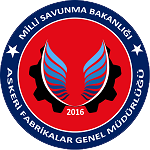 MİLLİ SAVUNMA BAKANLIĞI
2016
ASKERİ FABRİKALAR GENEL MÜDÜRLÜĞÜ